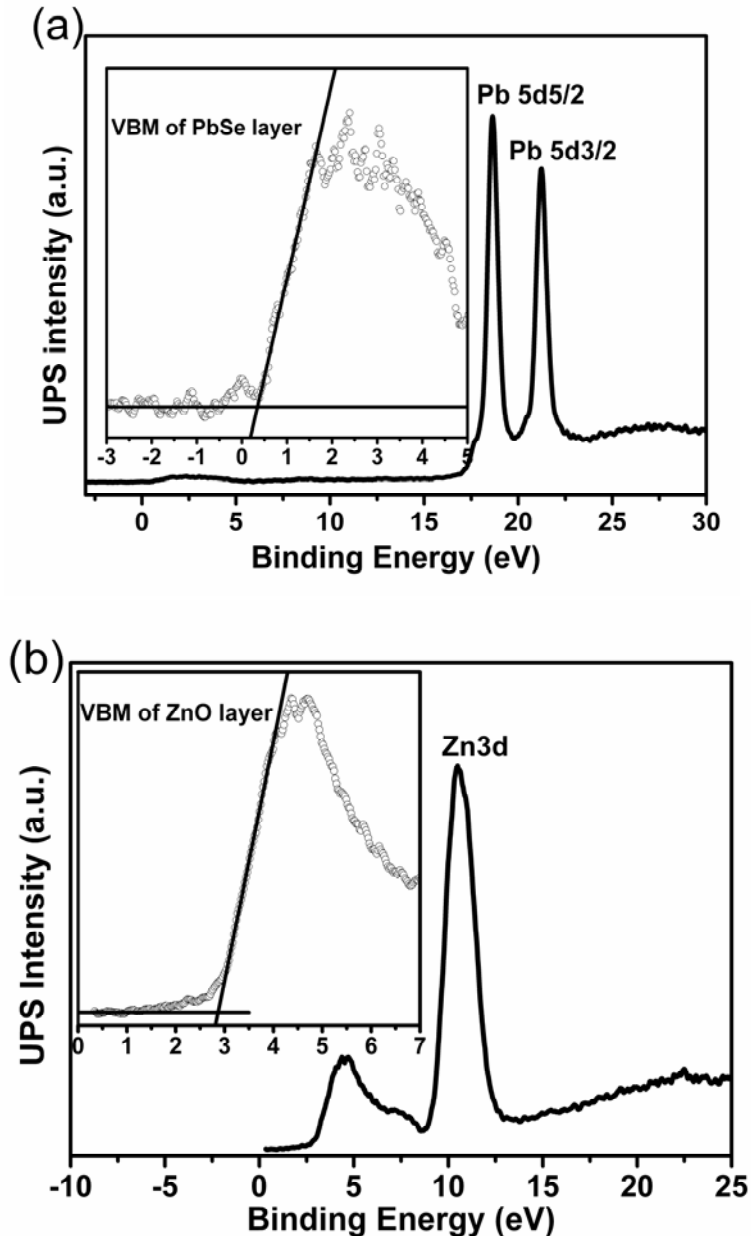 (a)
Pb 5d5/2
VBM of PbSe layer
Pb 3d3/2
UPS intensity (a.u.)
-3 -2 -1 0 1 2 3 4 5
0 5 10 15 20 25 30
Binding Energy (eV)
(b)
VBM of ZnO layer
Zn3d
UPS Intensity (a.u.)
0 1 2 3 4 5 6 7
-10 -5 0 5 10 15 20 25
Binding Energy (eV)